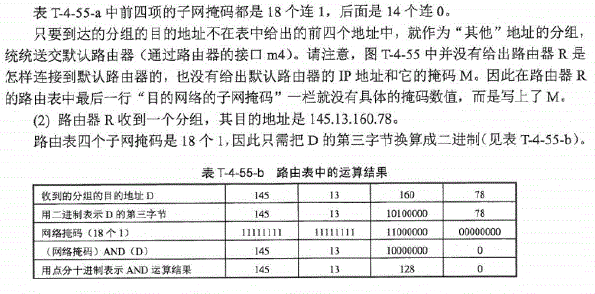 表 T-4-55-a 中前四项的子网掩码都是 18 个连 1，后面是 14 个连 0。
只要到达的分组的目的地址不在表中给出的前四个地址中，就作为“其他”地址的分组，
统统送交默认路由器（通过路由器的接口 m4）。请注意，图T-4-55 中并没有给出路由器 R 是
怎样连接到默认路由器的，也没有给出默认路由器的 IP 地址和它的掩码 M。因此在路由器 R
的路由表中最后一行“目的网络的子网掩码”一栏就没有具体的掩码数值，而是写上了 M。
(2) 路由器 R 收到一个分组，其目的地址是 145.13.160.78。
路由表四个子网掩码是 18 个 1，因此只需把 D 的第三字节换算成二进制（见表 T-4-55-b）。
表 T-4-55-b 路由表中的运算结果
收到的分组的目的地址 D 145 13 160 78
用二进制表示 D 的第三字节 145 13 10100000 78
网络掩码（18 个 1） 11111111 11111111 11000000 00000000
（网络掩码）AND（D） 145 13 10000000 0
用点分十进制表示 AND 运算结果 145 13 128 0